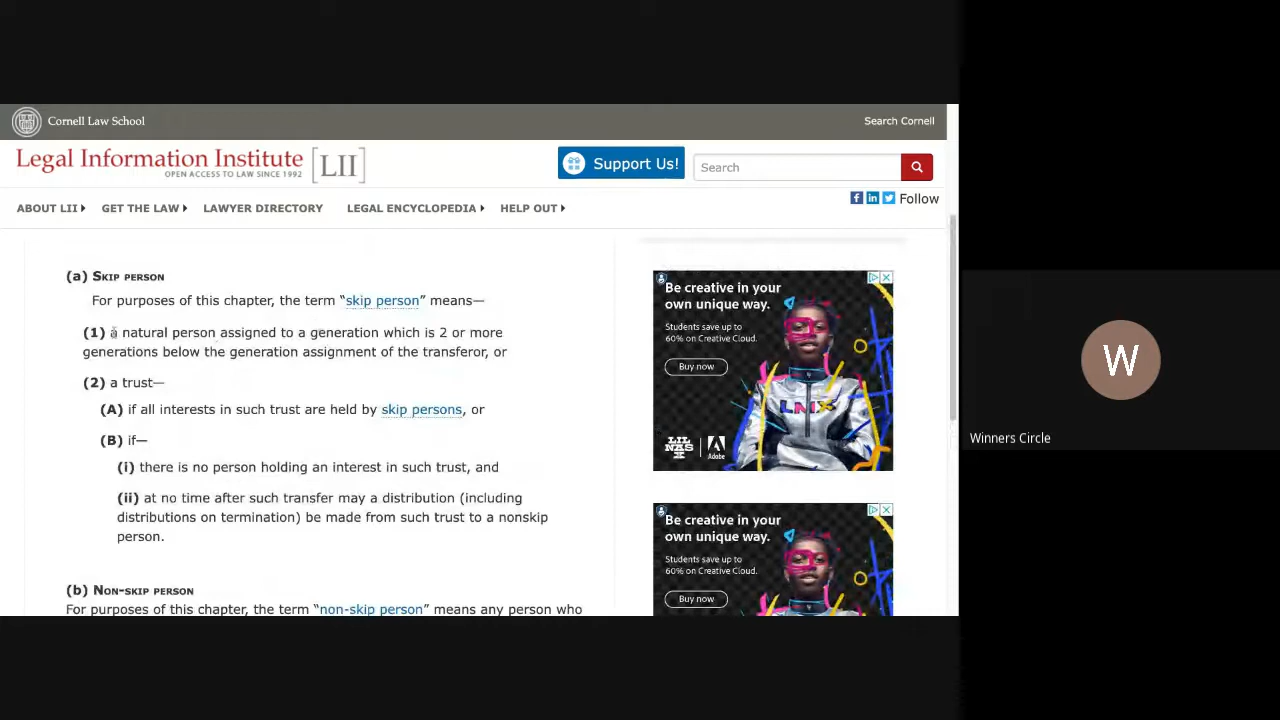 Cornell Law School
Search Cornell
Legal Information Institute [LII]
OPEN ACCESS TO LAW SINCE 1992
Support Us!
Search
ABOUT LII
GET THE LAW
LAWYER DIRECTORY
LEGAL ENCYCLOPEDIA
HELP OUT
Follow
(a) SKIP PERSON
For purposes of this chapter, the term “skip person” means—
(1) a natural person assigned to a generation which is 2 or more
generations below the generation assignment of the transferor, or
(2) a trust—
(A) if all interests in such trust are held by skip persons, or
(B) if—
(i) there is no person holding an interest in such trust, and
(ii) at no time after such transfer may a distribution (including
distributions on termination) be made from such trust to a nonskip
person.
(b) NON-SKIP PERSON
For purposes of this chapter, the term “non-skip person” means any person who
Be creative in your
own unique way.
Students save up to
60% on Creative Cloud.
Buy now
LNX
LIL
NAS
X
Adobe
Be creative in your
own unique way.
Students save up to
60% on Creative Cloud.
Buy now
W
Winners Circle